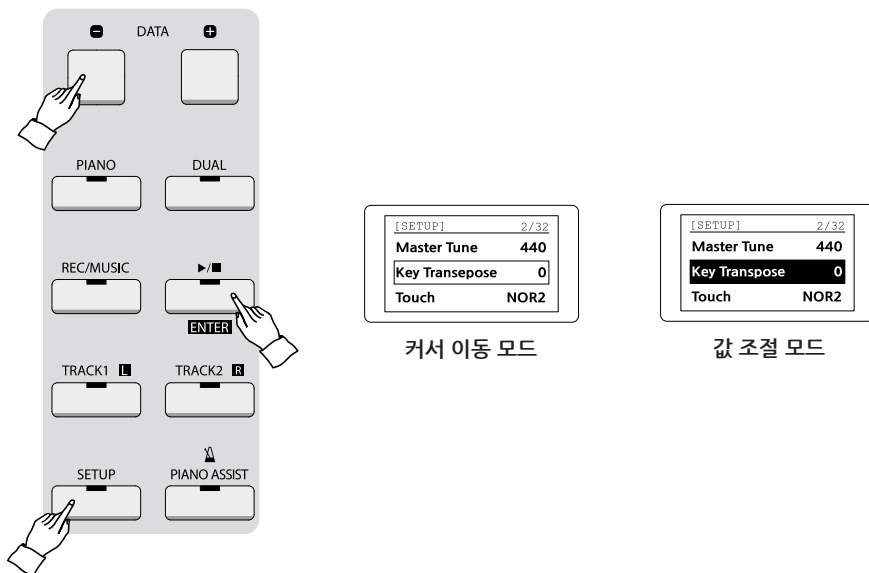 DATA
PIANO DUAL
REC/MUSIC ▶/■
ENTER
TRACK1 L TRACK2 R
SETUP PIANO ASSIST
[SETUP] 2/32
Master Tune 440
Key Transepose 0
Touch NOR2
커서 이동 모드
[SETUP] 2/32
Master Tune 440
Key Transpose 0
Touch NOR2
값 조절 모드